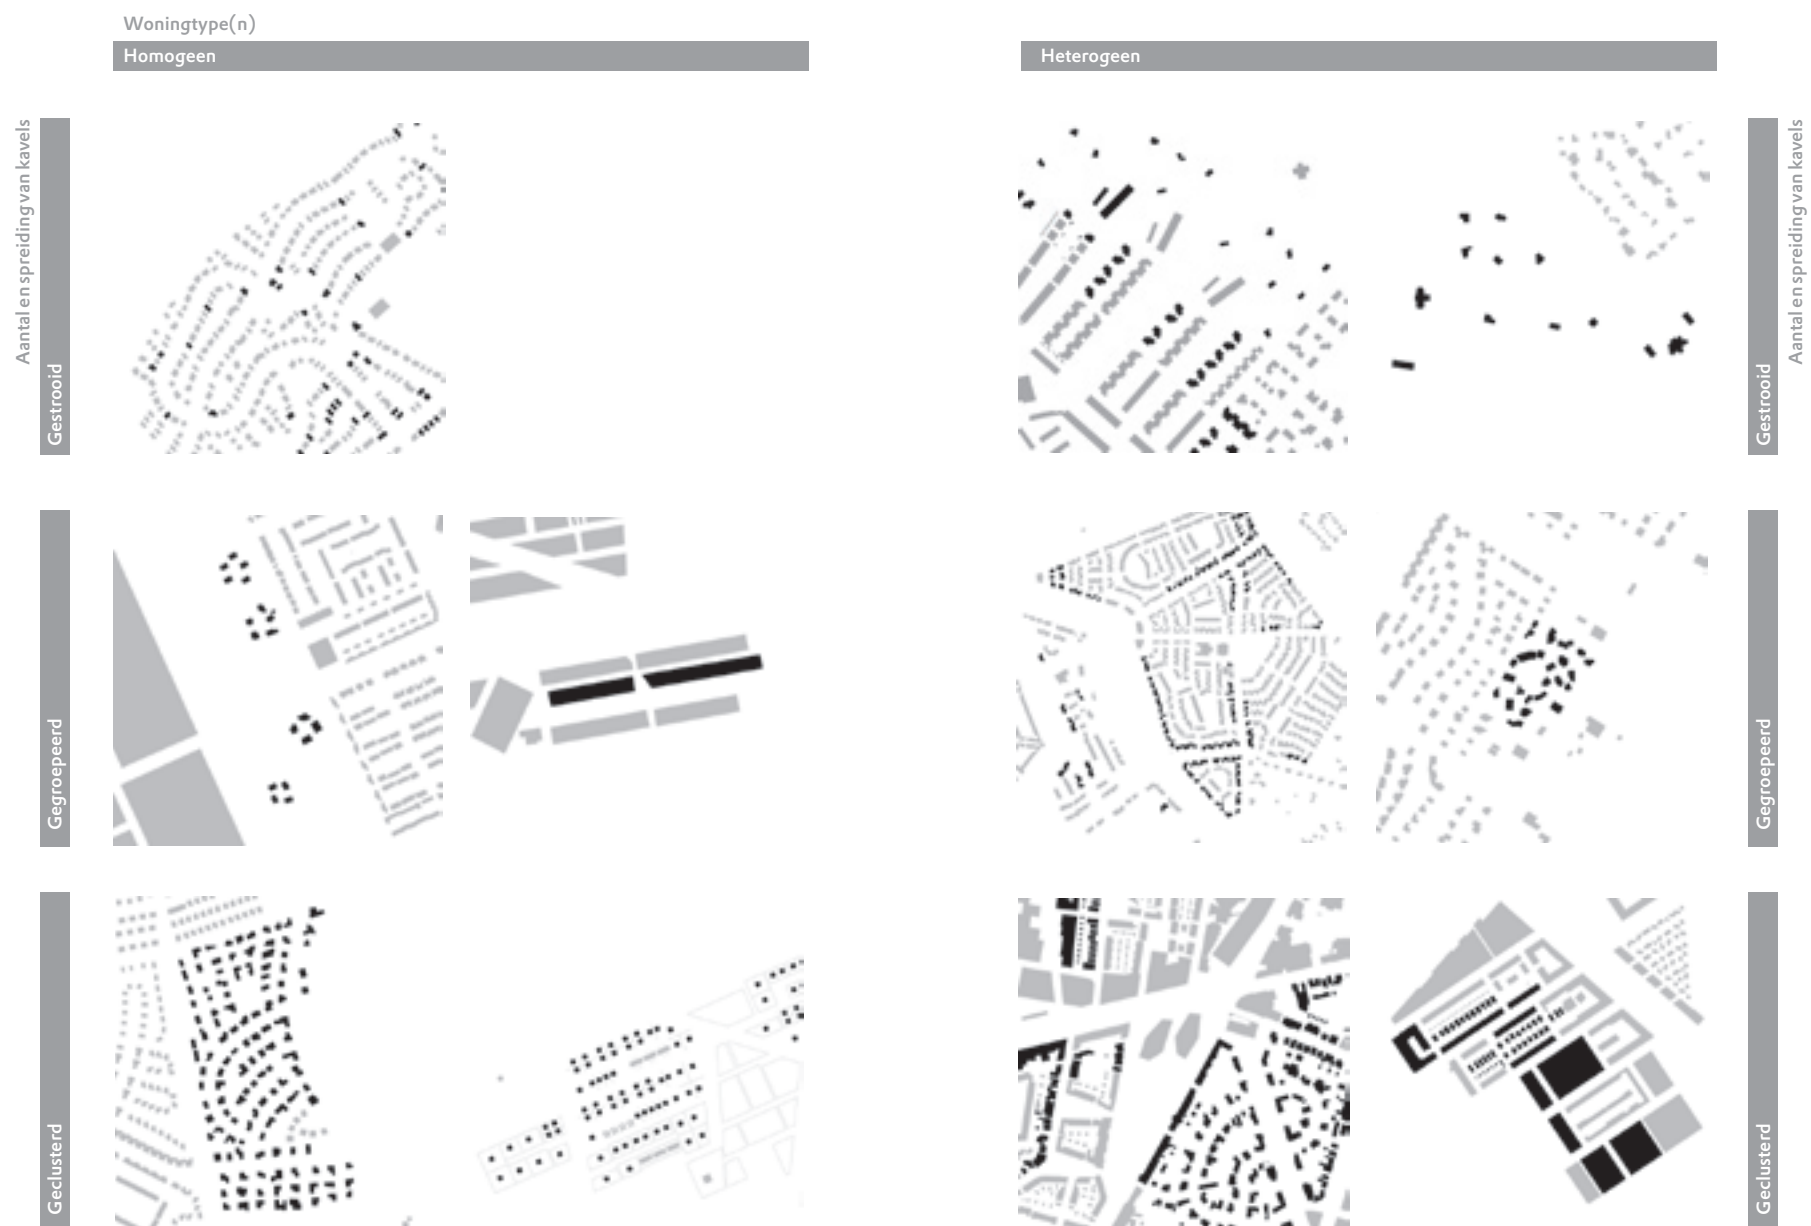 Woningtype(n)
Homogeen
Heterogeen
Aantal en spreiding van kavels
Gestrooid
Gestrooid
Aantal en spreiding van kavels
Gegroepeerd
Gegroepeerd
Geclusterd
Geclusterd